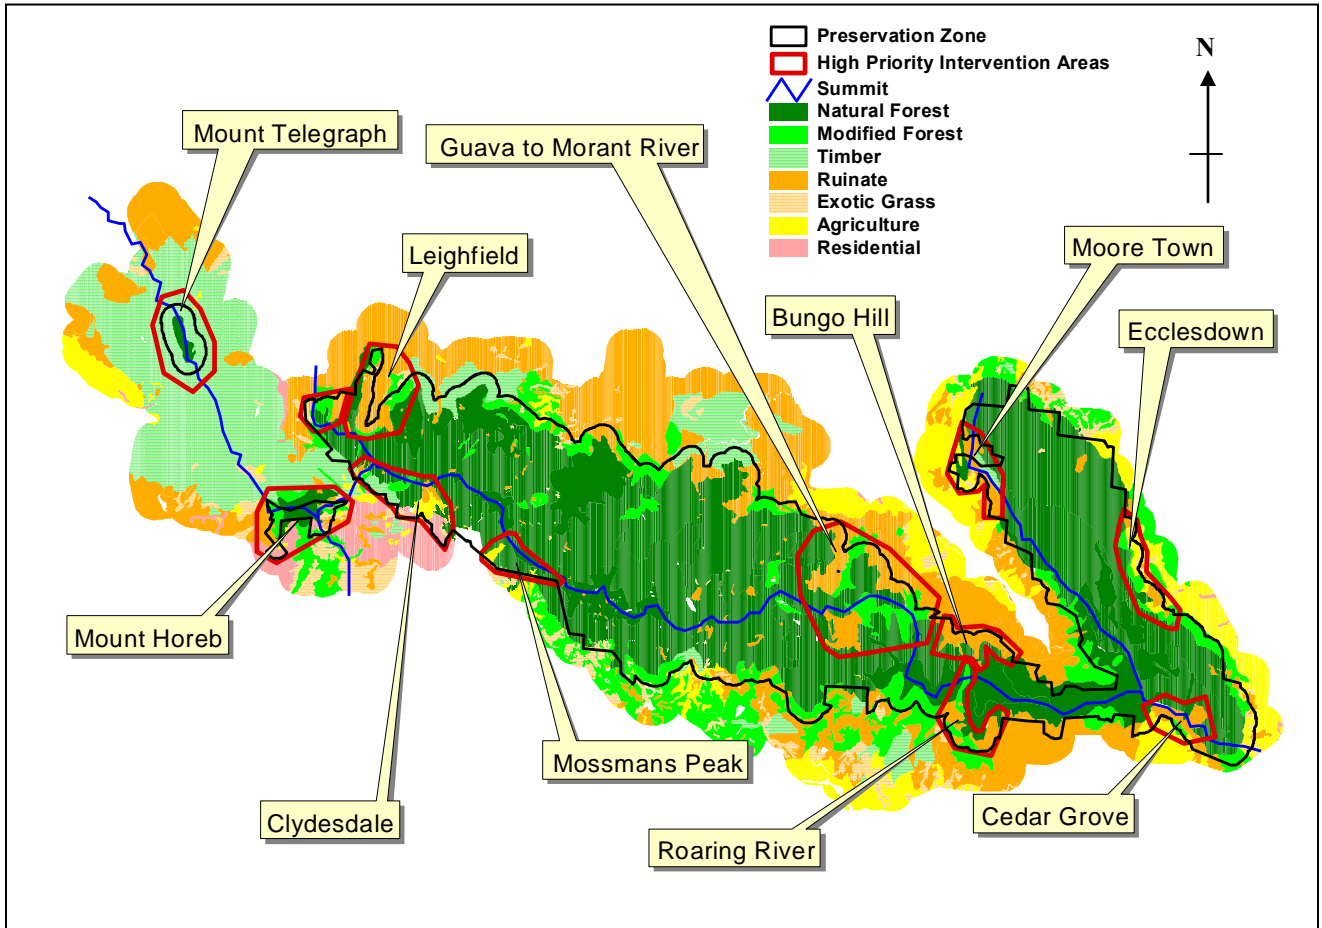 Preservation Zone
High Priority Intervention Areas
Summit
Natural Forest
Modified Forest
Timber
Ruinate
Exotic Grass
Agriculture
Residential
N
Mount Telegraph
Guava to Morant River
Leighfield
Moore Town
Bungo Hill
Ecclesdown
Mount Horeb
Mossmans Peak
Clydesdale
Roaring River
Cedar Grove